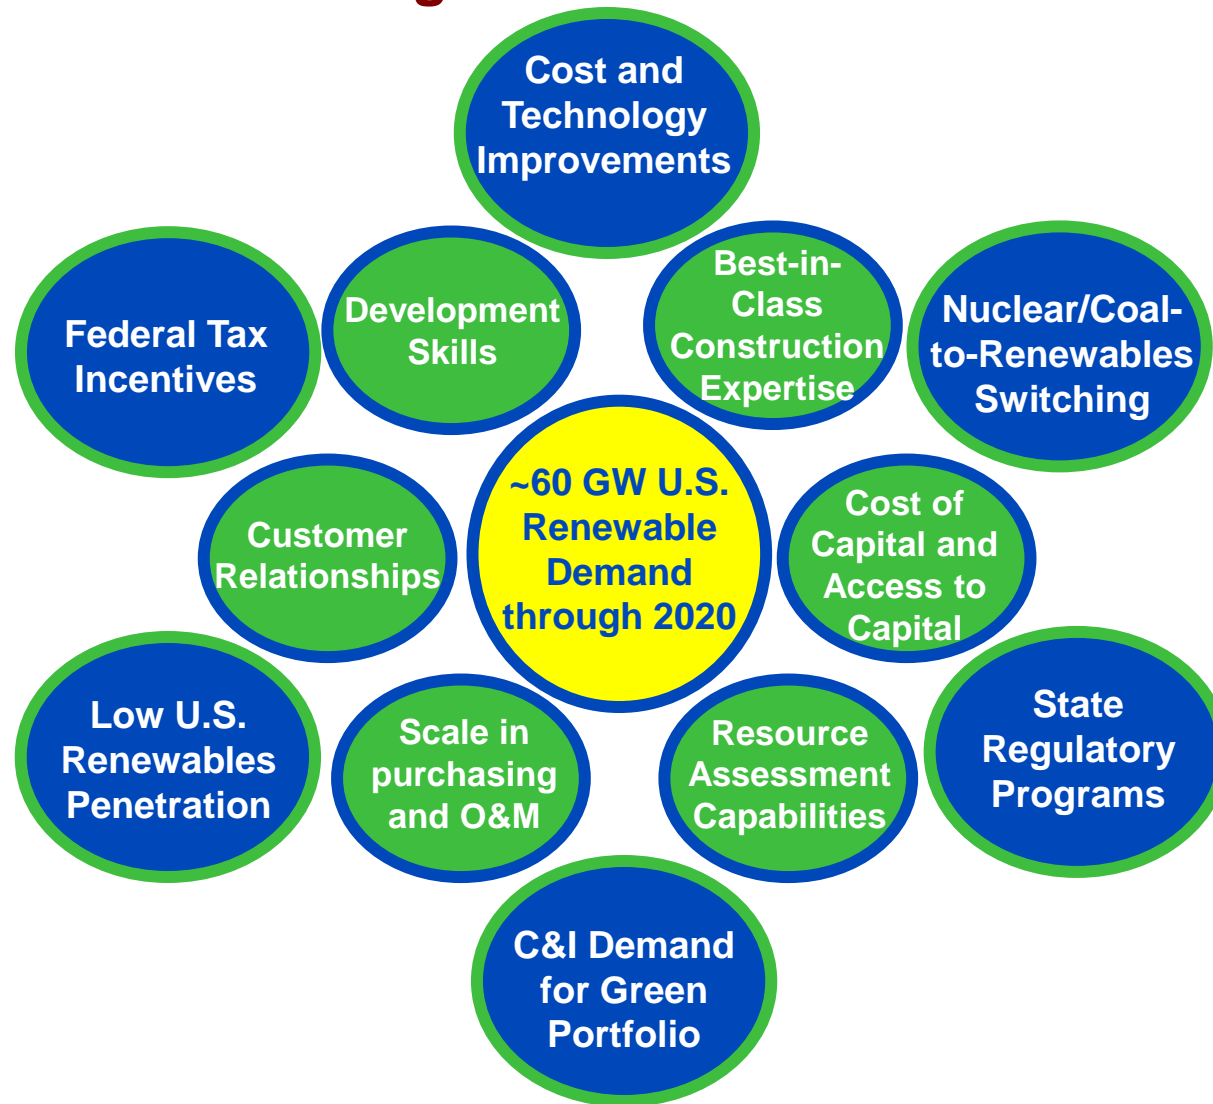 Cost and
Technology
Improvements
Development
Skills
Best-in-
Class
Construction
Expertise
Federal Tax
Incentives
Nuclear/Coal-
to-Renewables
Switching
~60 GW U.S.
Renewable
Demand
through 2020
Customer
Relationships
Cost of
Capital and
Access to
Capital
Low U.S.
Renewables
Penetration
Scale in
purchasing
and O&M
Resource
Assessment
Capabilities
State
Regulatory
Programs
C&I Demand
for Green
Portfolio